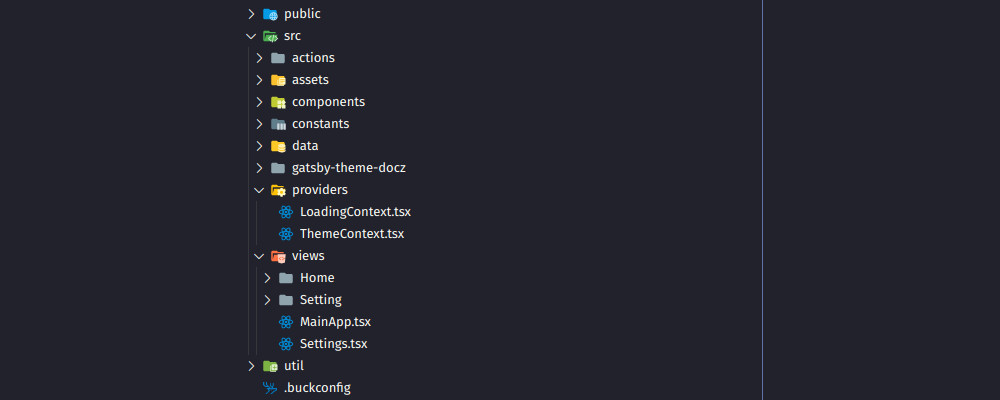 public
src
actions
assets
components
constants
data
gatsby-theme-docz
providers
LoadingContext.tsx
ThemeContext.tsx
views
Home
Setting
MainApp.tsx
Settings.tsx
util
.buckconfig